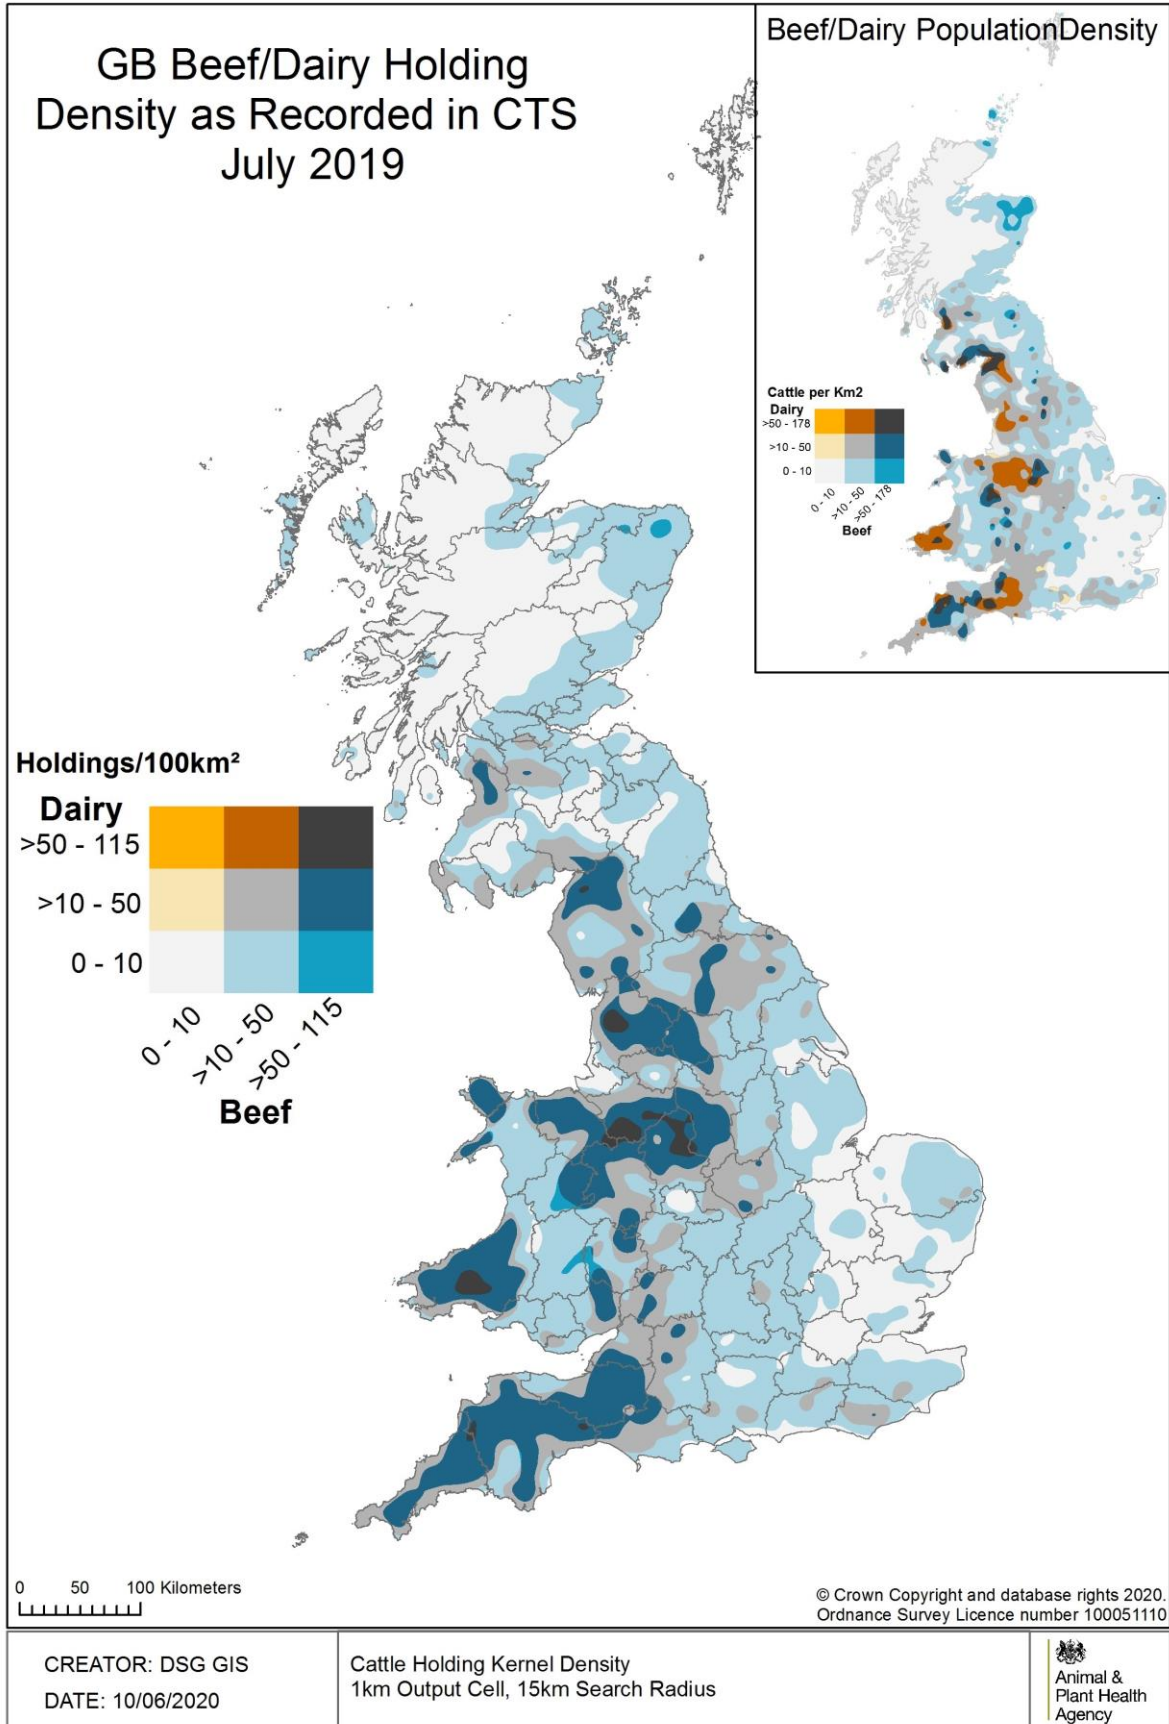 GB Beef/Dairy Holding
Density as Recorded in CTS
July 2019
Beef/Dairy PopulationDensity
Cattle per Km2
Dairy
>50 - 178
>10 - 50
0 - 10
0 - 10
>10 - 50
>50 - 178
Beef
Holdings/100km²
Dairy
>50 - 115
>10 - 50
0 - 10
0 - 10
>10 - 50
>50 - 115
Beef
0 50 100 Kilometers
© Crown Copyright and database rights 2020.
Ordnance Survey Licence number 100051110
CREATOR: DSG GIS
DATE: 10/06/2020
Cattle Holding Kernel Density
1km Output Cell, 15km Search Radius
Animal &
Plant Health
Agency